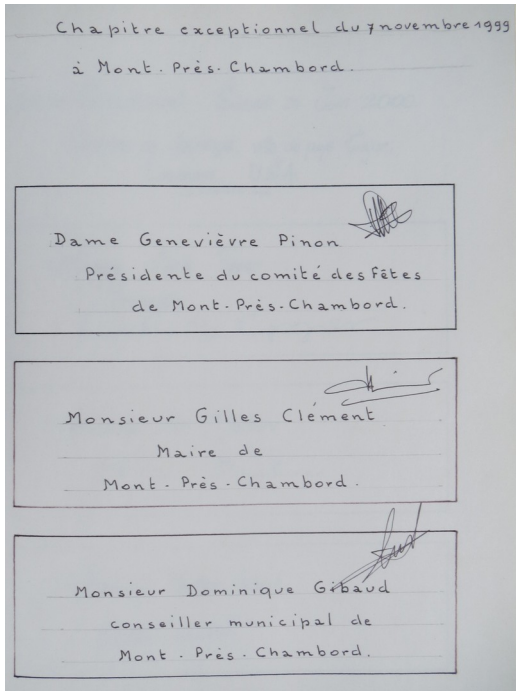 Chapitre exceptionnel du 7 novembre 1999
à Mont-Près-Chambord.
Dame Genevièvre Pinon
Présidente du comité des Fêtes
de Mont-Près-Chambord.
Monsieur Gilles Clément
Maire de
Mont-Près-Chambord.
Monsieur Dominique Gibaud
conseiller municipal de
Mont-Près-Chambord.